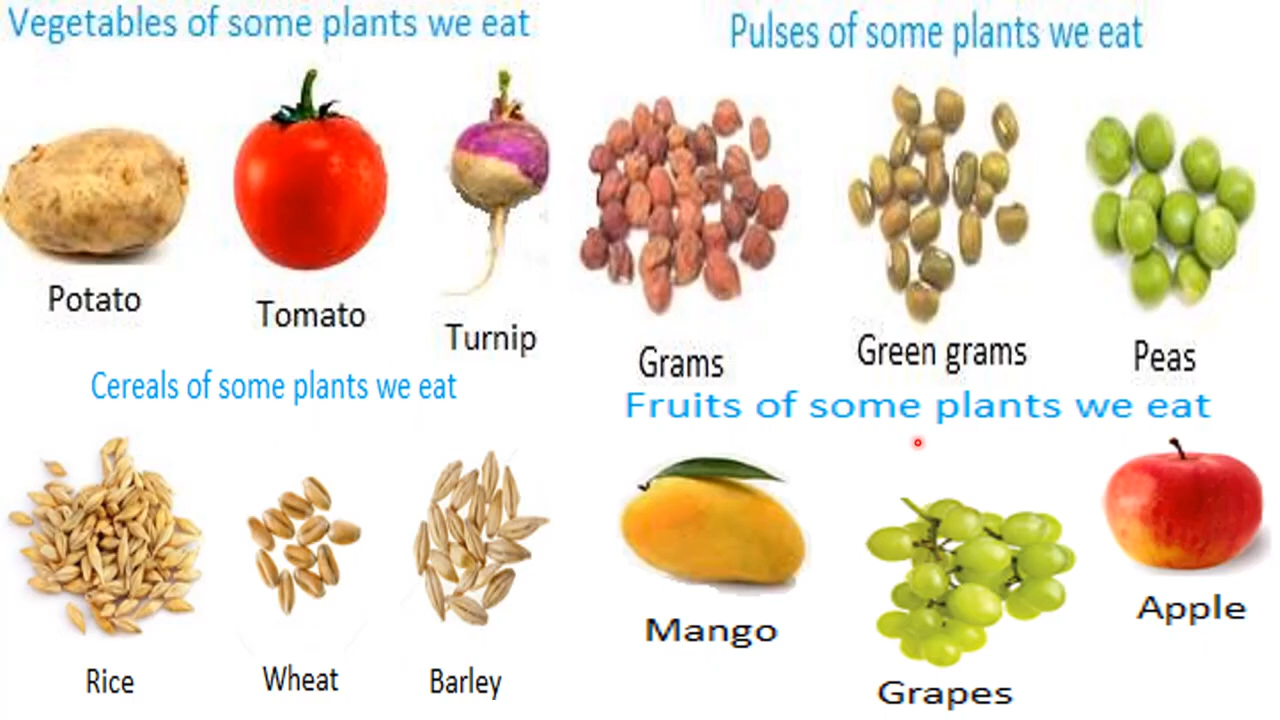 Vegetables of some plants we eat
Potato
Tomato
Turnip
Pulses of some plants we eat
Grams
Green grams
Peas
Cereals of some plants we eat
Rice
Wheat
Barley
Fruits of some plants we eat
Mango
Grapes
Apple